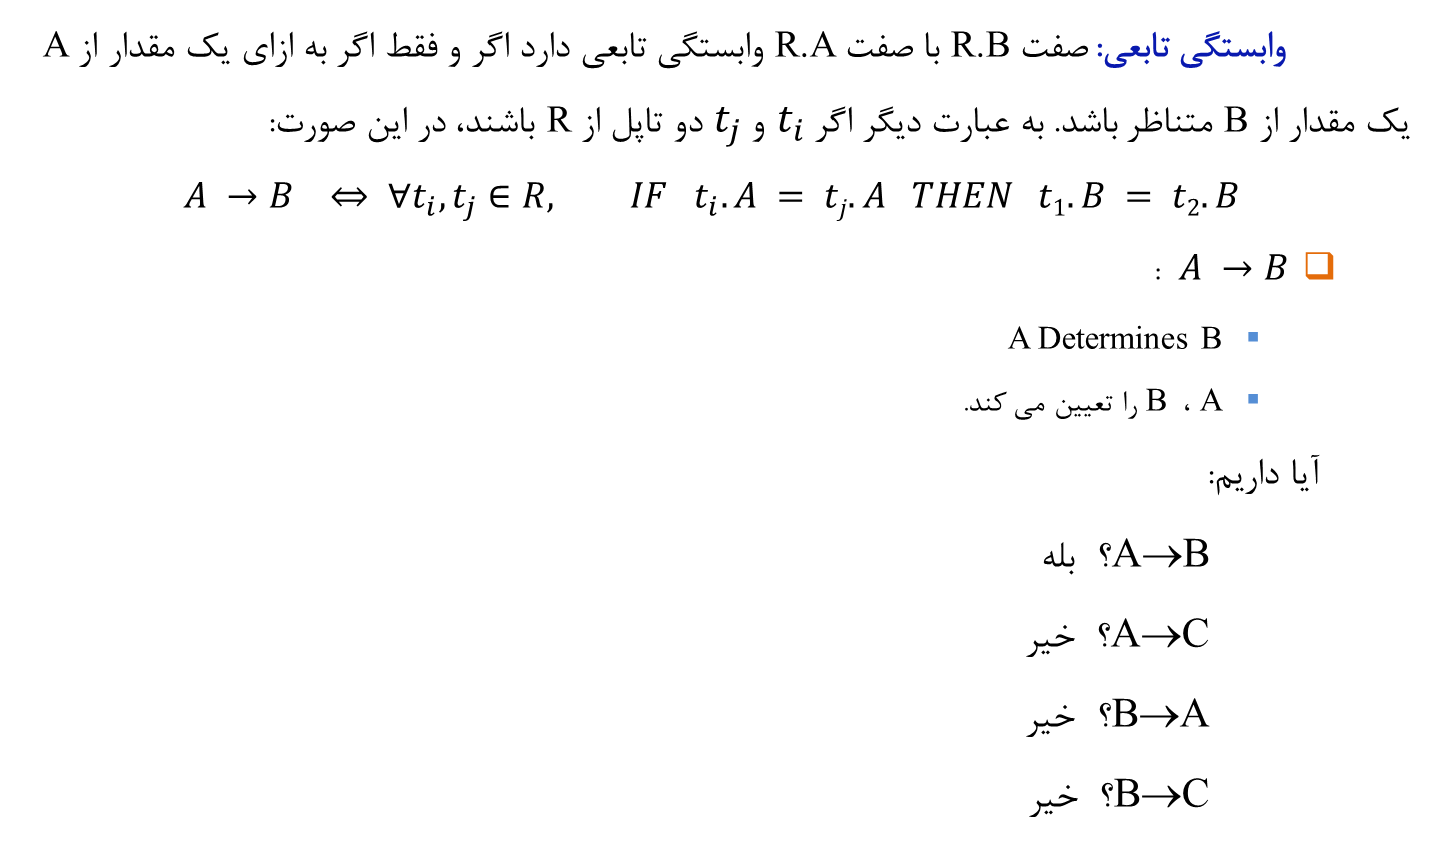 وابستگی تابعی: صفت R.B با صفت R.A وابستگی تابعی دارد اگر و فقط اگر به ازای یک مقدار از A
یک مقدار از B متناظر باشد. به عبارت دیگر اگر tᵢ و tⱼ دو تاپل از R باشند، در این صورت:
A → B ⇔ ∀tᵢ, tⱼ ∈ R, IF tᵢ.A = tⱼ.A THEN t₁.B = t₂.B
❑ A → B :
▪ A Determines B
▪ A ، B را تعیین می کند.
آیا داریم:
A→B؟ بله
A→C؟ خیر
B→A؟ خیر
B→C؟ خیر